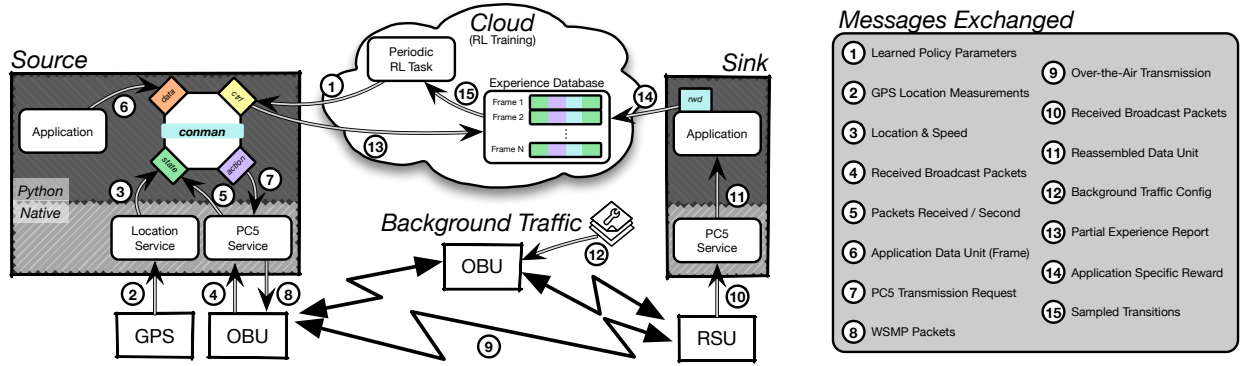 Source
Application
6
data
ctrl
conman
state
action
Python
Native
3
5
7
Location
Service
PC5
Service
2
4
8
GPS
OBU
Cloud
(RL Training)
Periodic
RL Task
1
15
13
Experience Database
Frame 1
Frame 2
⋮
Frame N
14
Background Traffic
12
OBU
9
Sink
rwd
Application
11
PC5
Service
10
RSU
Messages Exchanged
1 Learned Policy Parameters
2 GPS Location Measurements
3 Location & Speed
4 Received Broadcast Packets
5 Packets Received / Second
6 Application Data Unit (Frame)
7 PC5 Transmission Request
8 WSMP Packets
9 Over-the-Air Transmission
10 Received Broadcast Packets
11 Reassembled Data Unit
12 Background Traffic Config
13 Partial Experience Report
14 Application Specific Reward
15 Sampled Transitions